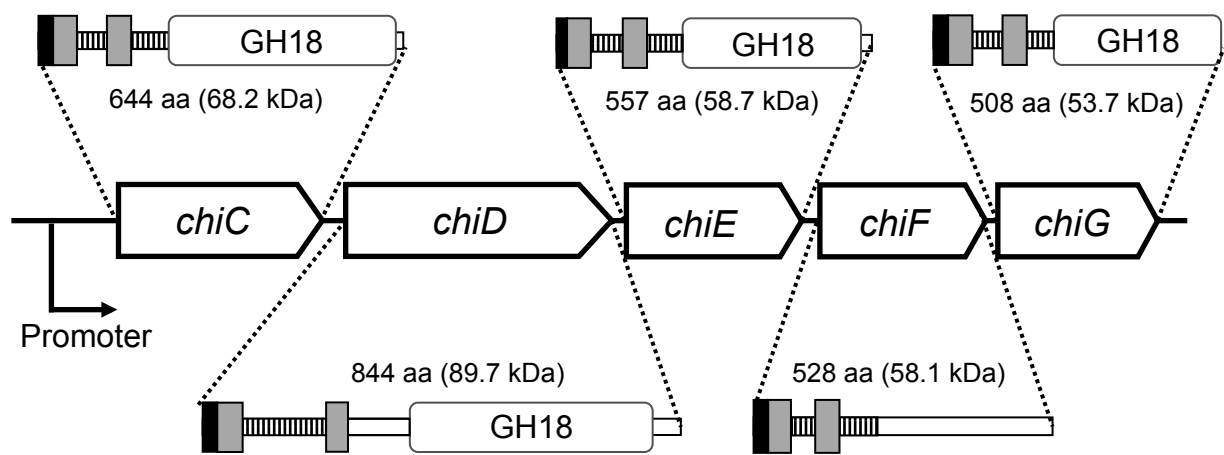 GH18
GH18
GH18
644 aa (68.2 kDa)
557 aa (58.7 kDa)
508 aa (53.7 kDa)
chiC
chiD
chiE
chiF
chiG
Promoter
844 aa (89.7 kDa)
528 aa (58.1 kDa)
GH18